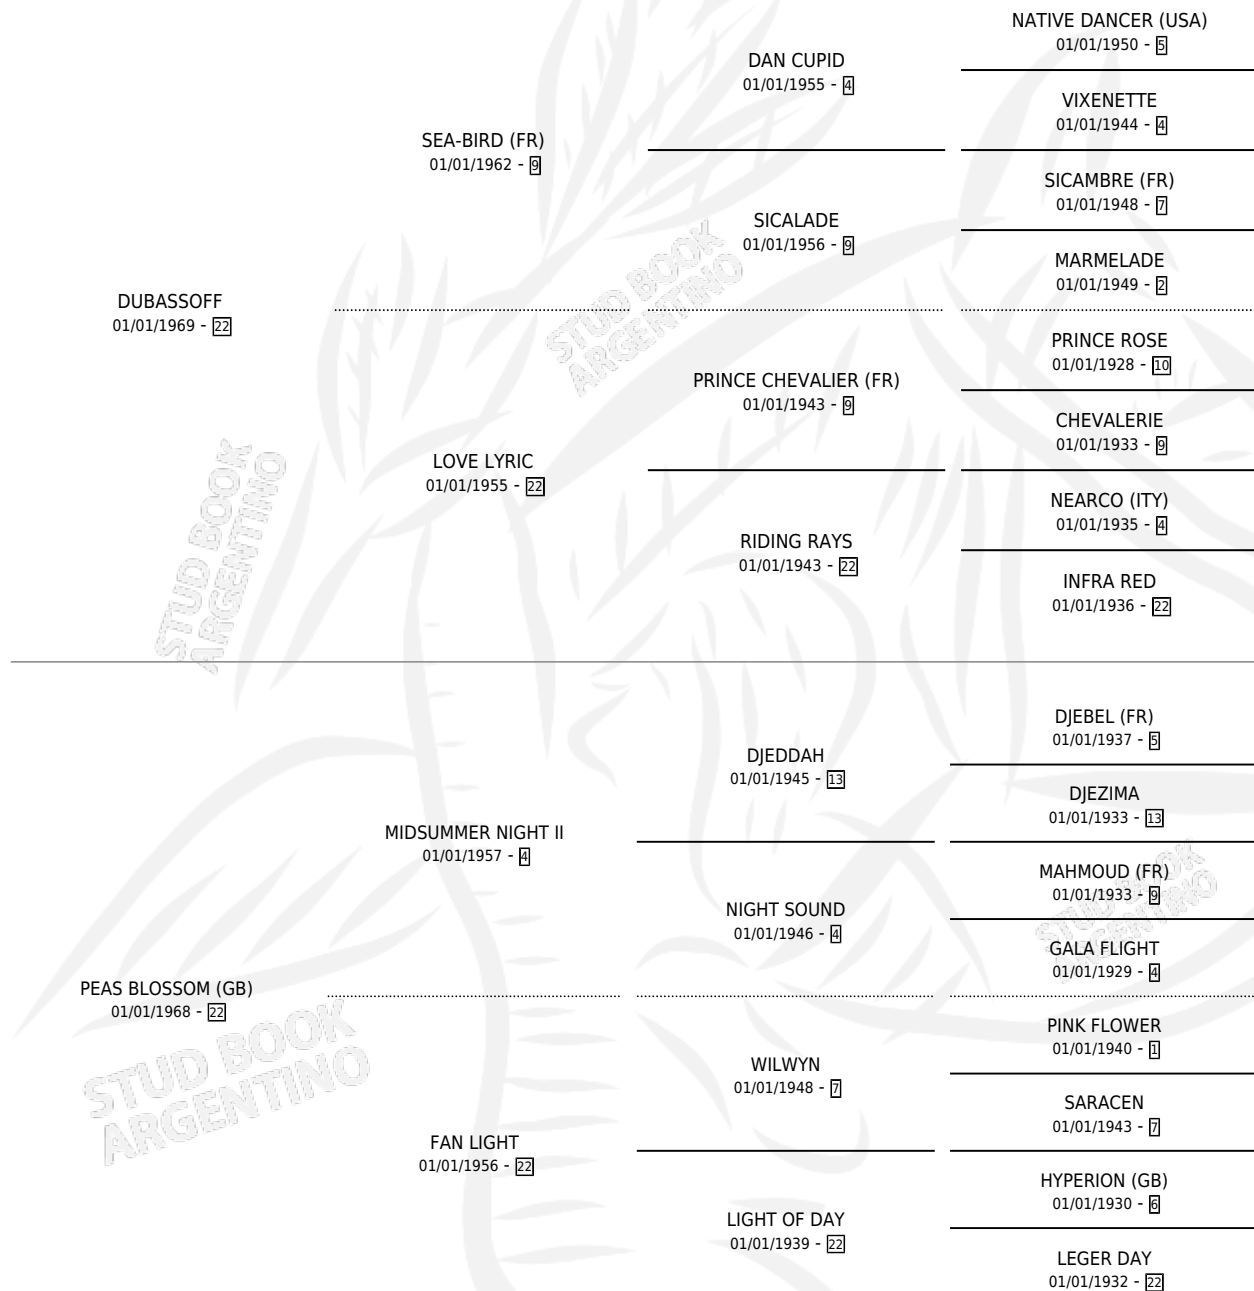 NATIVE DANCER (USA)
01/01/1950 - 5
DAN CUPID
01/01/1955 - 4
VIXENETTE
01/01/1944 - 4
SEA-BIRD (FR)
01/01/1962 - 9
SICAMBRE (FR)
01/01/1948 - 7
SICALADE
01/01/1956 - 9
MARMELADE
01/01/1949 - 2
DUBASSOFF
01/01/1969 - 22
STUD BOOK
ARGENTINO
PRINCE ROSE
01/01/1928 - 10
PRINCE CHEVALIER (FR)
01/01/1943 - 9
CHEVALERIE
01/01/1933 - 9
LOVE LYRIC
01/01/1955 - 22
NEARCO (ITY)
01/01/1935 - 4
RIDING RAYS
01/01/1943 - 22
INFRA RED
01/01/1936 - 22
STUD BOOK
ARGENTINO
DJEBEL (FR)
01/01/1937 - 5
DJEDDAH
01/01/1945 - 13
DJEZIMA
01/01/1933 - 13
MIDSUMMER NIGHT II
01/01/1957 - 4
MAHMOUD (FR)
01/01/1933 - 9
NIGHT SOUND
01/01/1946 - 4
STUD BOOK
ARGENTINO
GALA FLIGHT
01/01/1929 - 4
PEAS BLOSSOM (GB)
01/01/1968 - 22
PINK FLOWER
01/01/1940 - 1
WILWYN
01/01/1948 - 7
STUD BOOK
ARGENTINO
SARACEN
01/01/1943 - 7
FAN LIGHT
01/01/1956 - 22
HYPERION (GB)
01/01/1930 - 6
LIGHT OF DAY
01/01/1939 - 22
LEGER DAY
01/01/1932 - 22